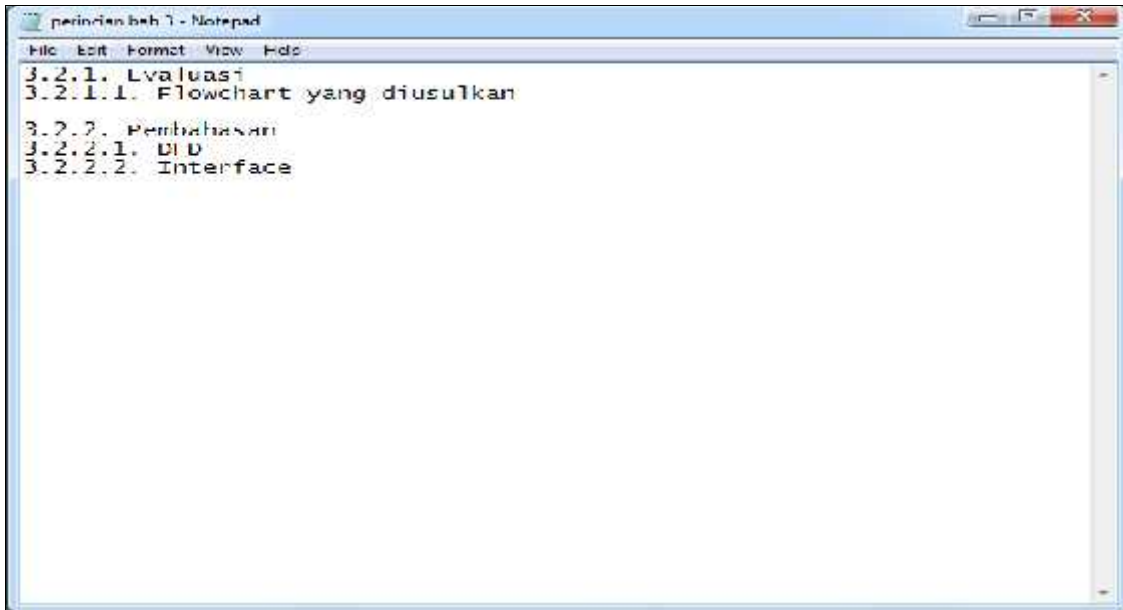 perincian bab 3 - Notepad
File Edit Format View Help
3.2.1. Evaluasi
3.2.1.1. Flowchart yang diusulkan
3.2.2. Pembahasan
3.2.2.1. DFD
3.2.2.2. Interface